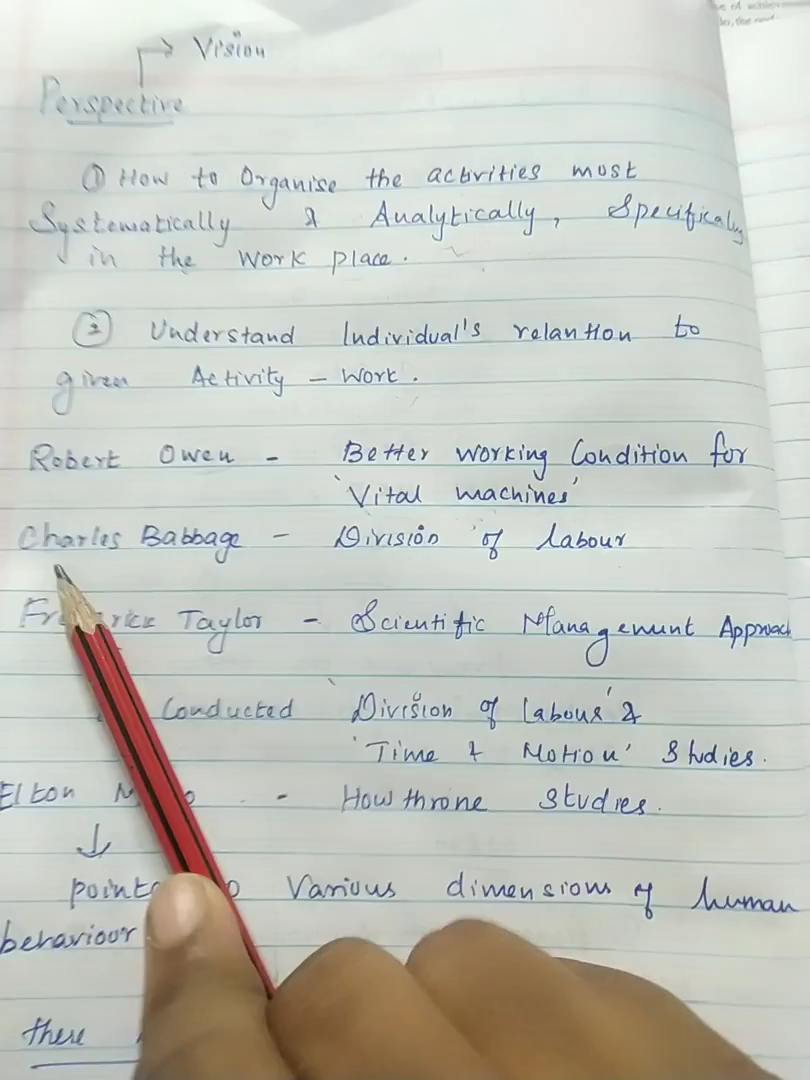 Vision
Perspective
① How to Organise the activities most
Systematically & Analytically, Specifically
in the work place.
② Understand Individual's relantion to
given Activity - Work.
Robert Owen - Better working Condition for
'Vital machines'
Charles Babbage - Division of labour
Taylor - Scientific Management Approach
Conducted 'Division of Labour' &
'Time & Motion' Studies.
Elton - Howthrone Studies.
↓
Various dimensions of human
behaviour
there